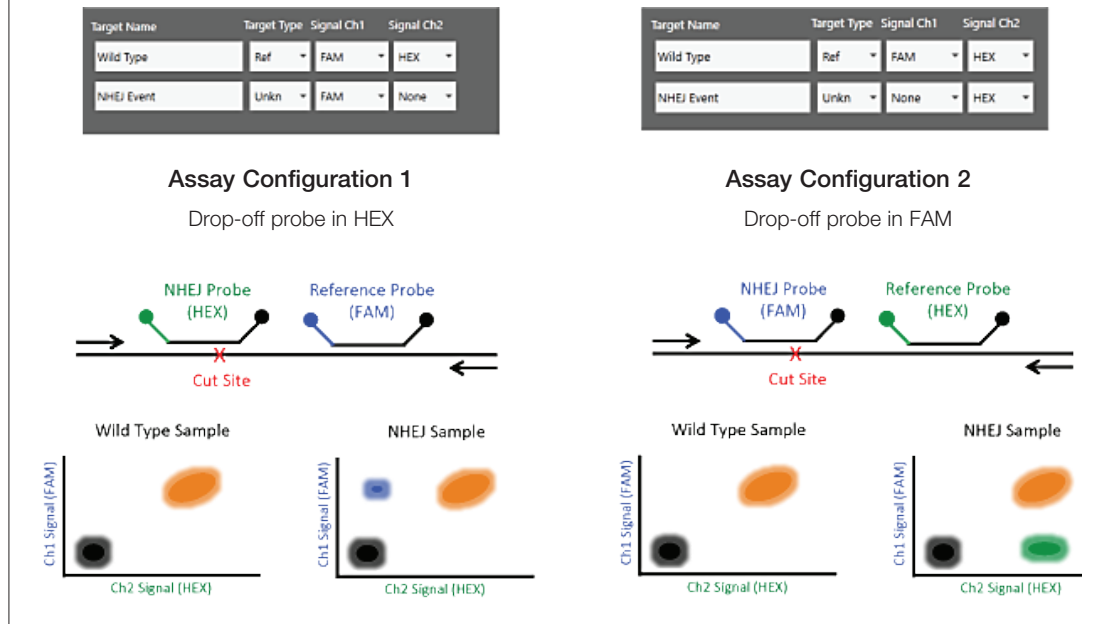 Target Name Target Type Signal Ch1 Signal Ch2
Wild Type Ref FAM HEX
NHEJ Event Unkn FAM None
Assay Configuration 1
Drop-off probe in HEX
NHEJ Probe
(HEX)
Reference Probe
(FAM)
X
Cut Site
Wild Type Sample
Ch1 Signal (FAM)
Ch2 Signal (HEX)
NHEJ Sample
Ch1 Signal (FAM)
Ch2 Signal (HEX)
Target Name Target Type Signal Ch1 Signal Ch2
Wild Type Ref FAM HEX
NHEJ Event Unkn None HEX
Assay Configuration 2
Drop-off probe in FAM
NHEJ Probe
(FAM)
Reference Probe
(HEX)
X
Cut Site
Wild Type Sample
Ch1 Signal (FAM)
Ch2 Signal (HEX)
NHEJ Sample
Ch1 Signal (FAM)
Ch2 Signal (HEX)